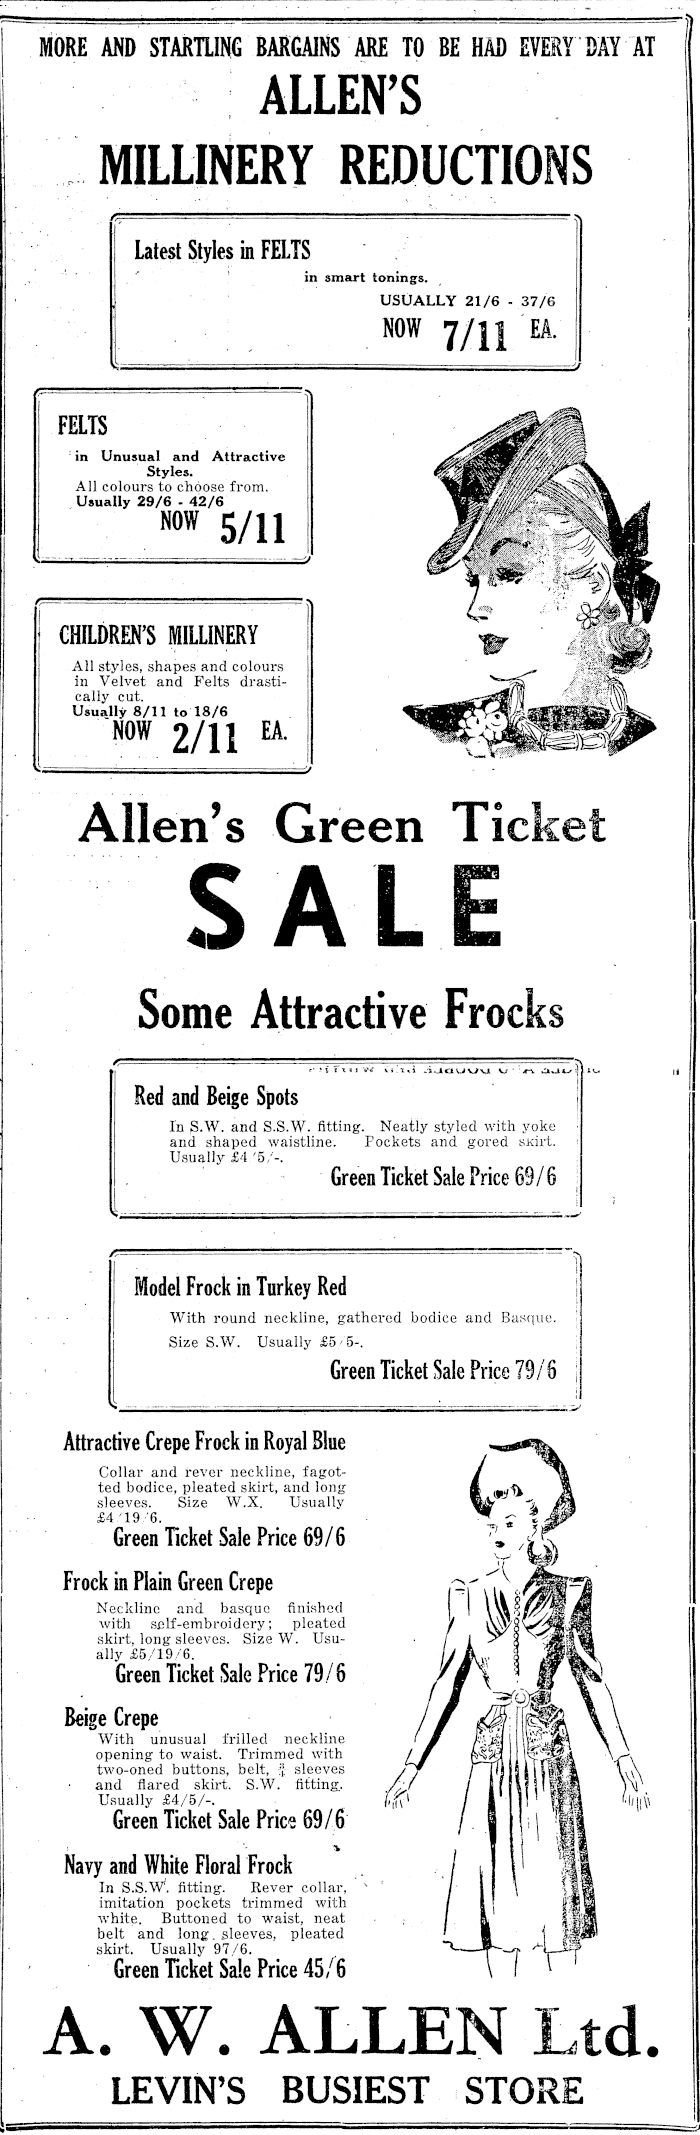 MORE AND STARTLING BARGAINS ARE TO BE HAD EVERY DAY AT
ALLEN'S
MILLINERY REDUCTIONS
Latest Styles in FELTS
in smart tonings.
USUALLY 21/6 - 37/6
NOW 7/11 EA.
FELTS
in Unusual and Attractive
Styles.
All colours to choose from.
Usually 29/6 - 42/6
NOW 5/11
CHILDREN'S MILLINERY
All styles, shapes and colours
in Velvet and Felts drasti-
cally cut.
Usually 8/11 to 18/6
NOW 2/11 EA.
Allen's Green Ticket
SALE
Some Attractive Frocks
Red and Beige Spots
In S.W. and S.S.W. fitting. Neatly styled with yoke
and shaped waistline. Pockets and gored skirt.
Usually £4/5/-.
Green Ticket Sale Price 69/6
Model Frock in Turkey Red
With round neckline, gathered bodice and Basque.
Size S.W. Usually £5/5-.
Green Ticket Sale Price 79/6
Attractive Crepe Frock in Royal Blue
Collar and rever neckline, fagot-
ted bodice, pleated skirt, and long
sleeves. Size W.X. Usually
£4/19/6.
Green Ticket Sale Price 69/6
Frock in Plain Green Crepe
Neckline and basque finished
with self-embroidery; pleated
skirt, long sleeves. Size W. Usu-
ally £5/19/6.
Green Ticket Sale Price 79/6
Beige Crepe
With unusual frilled neckline
opening to waist. Trimmed with
two-oned buttons, belt, ¾ sleeves
and flared skirt. S.W. fitting.
Usually £4/5/-.
Green Ticket Sale Price 69/6
Navy and White Floral Frock
In S.S.W. fitting. Rever collar,
imitation pockets trimmed with
white. Buttoned to waist, neat
belt and long sleeves, pleated
skirt. Usually 97/6.
Green Ticket Sale Price 45/6
A. W. ALLEN Ltd.
LEVIN'S BUSIEST STORE